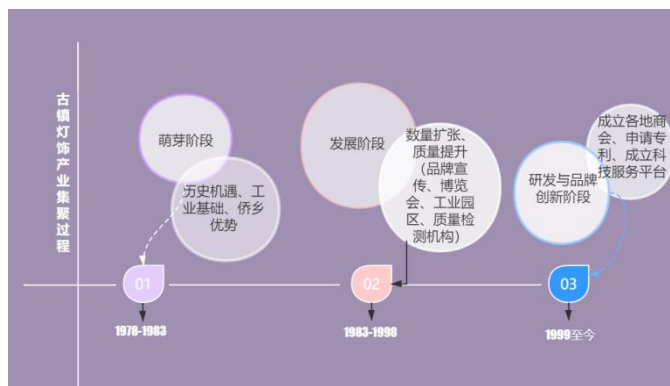 古镇灯饰产业集聚过程
萌芽阶段
历史机遇、工
业基础、侨乡
优势
01
1978-1983
发展阶段
数量扩张、
质量提升
（品牌宣
传、博览
会、工业园
区、质量检
测机构）
02
1983-1998
研发与品牌
创新阶段
成立各地商
会、申请专
利、成立科
技服务平台
03
1999至今